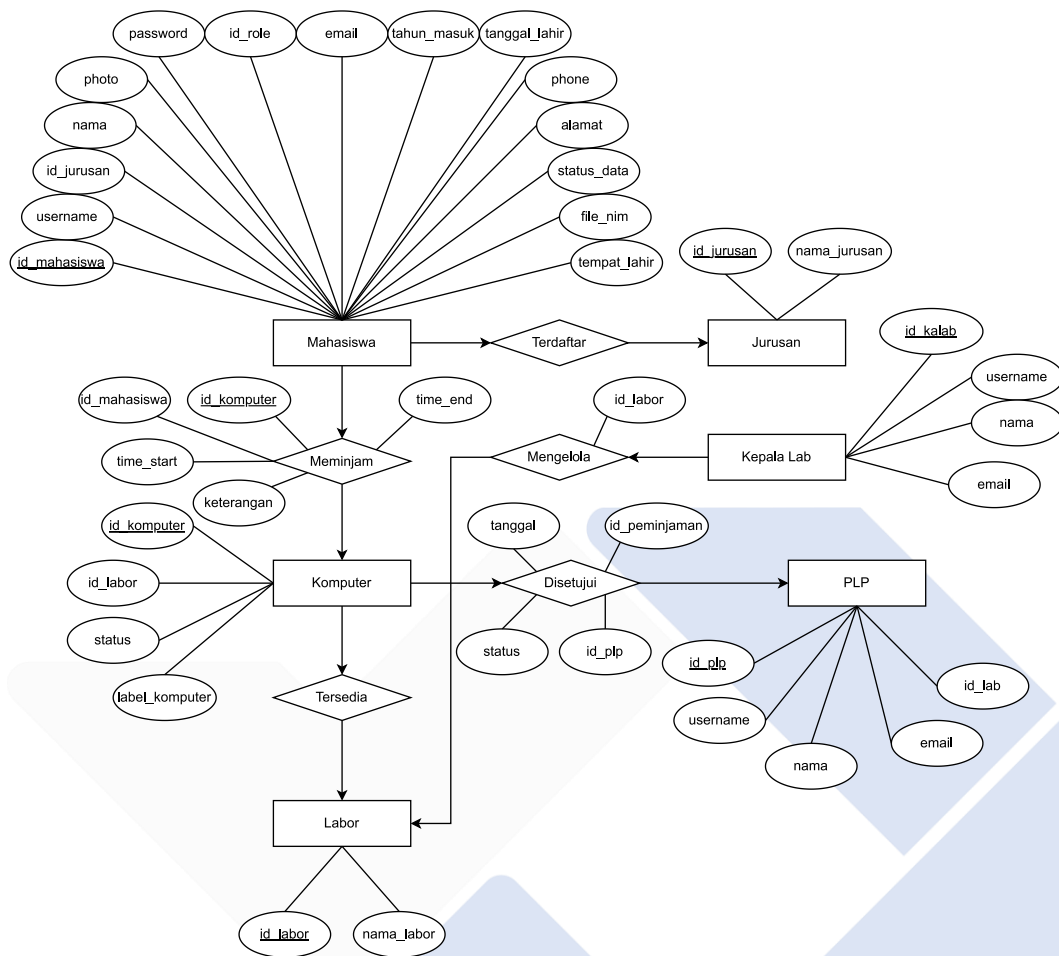 password
id_role
email
tahun_masuk
tanggal_lahir
photo
phone
nama
alamat
id_jurusan
status_data
username
file_nim
id_mahasiswa
tempat_lahir
id_jurusan
nama_jurusan
Mahasiswa
Terdaftar
Jurusan
id_kalab
username
nama
email
id_mahasiswa
id_komputer
time_end
id_labor
time_start
Meminjam
Mengelola
Kepala Lab
keterangan
id_komputer
id_labor
status
label_komputer
Komputer
tanggal
id_peminjaman
Disetujui
PLP
status
id_plp
id_plp
id_lab
username
email
nama
Tersedia
Labor
id_labor
nama_labor